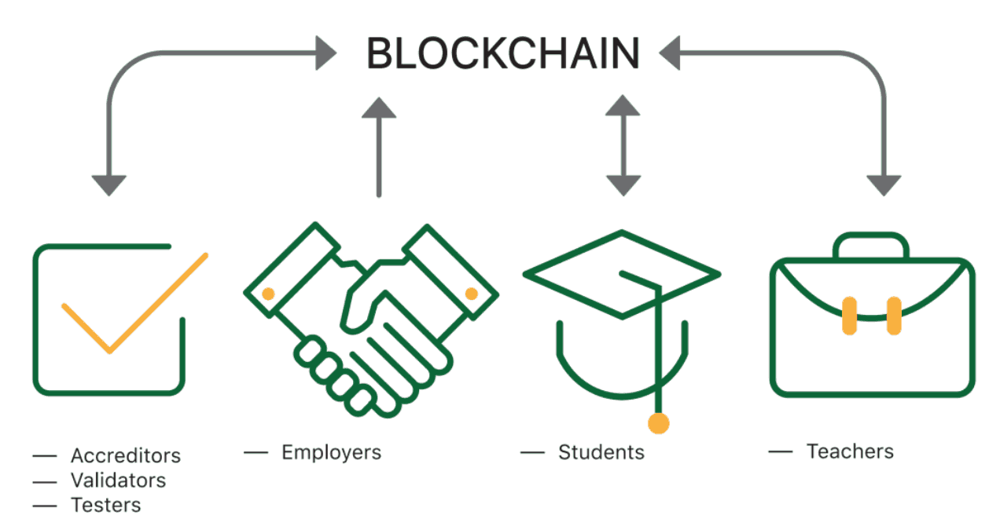 BLOCKCHAIN
— Accreditors
— Validators
— Testers
— Employers
— Students
— Teachers